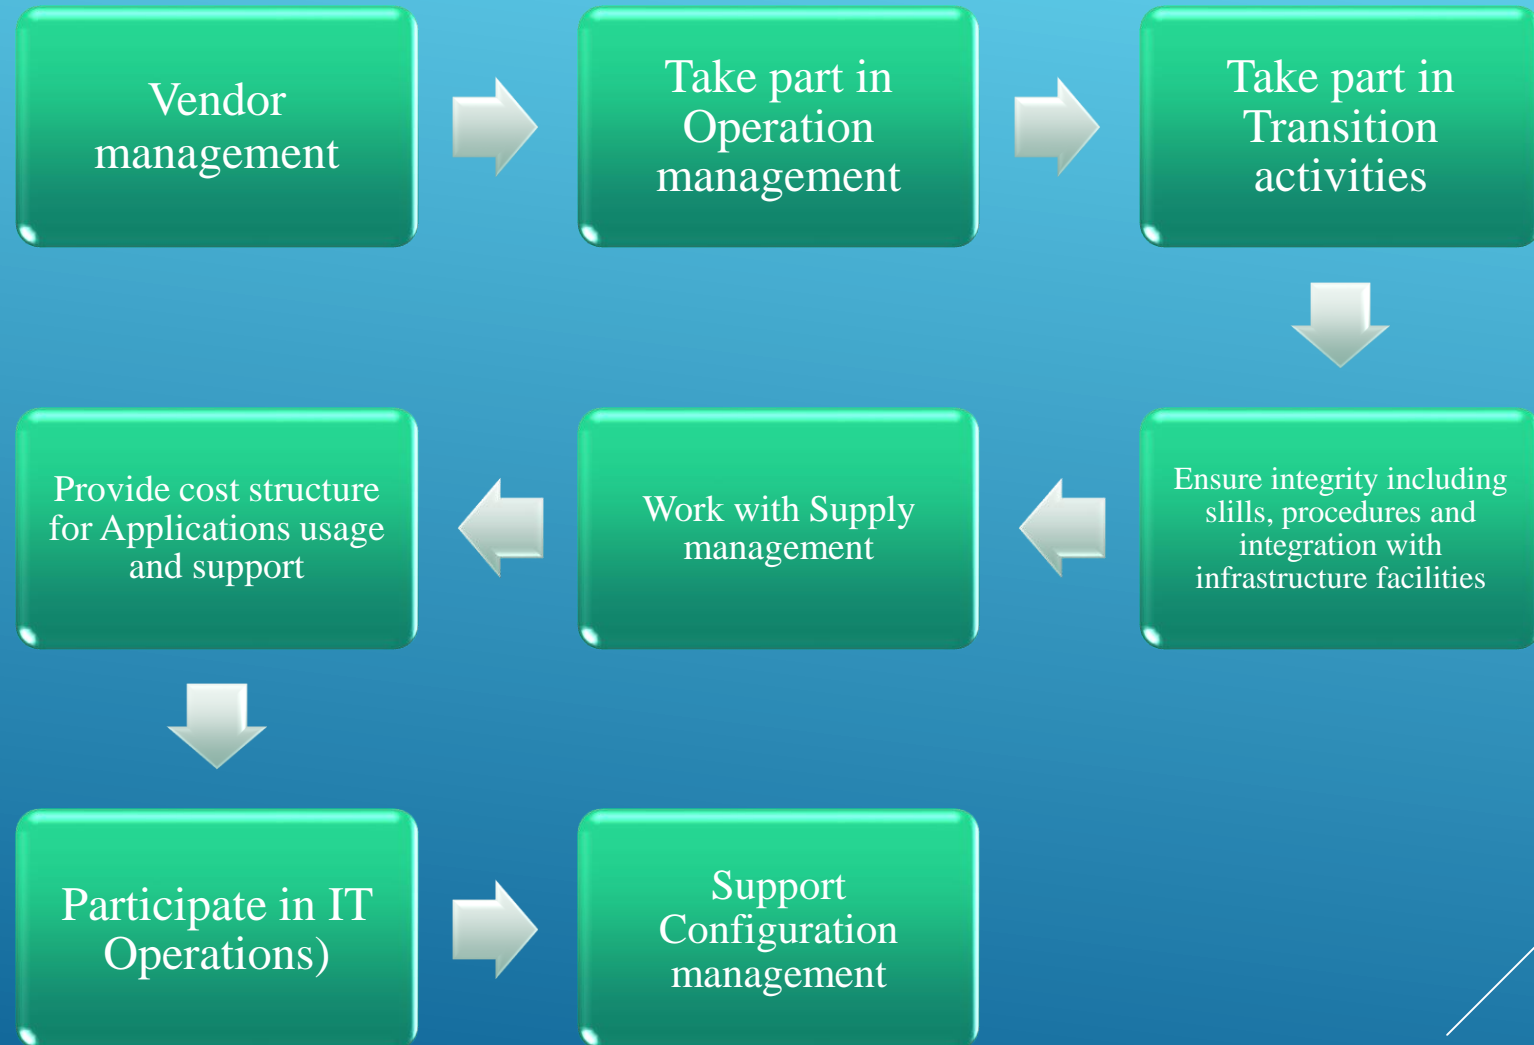 Vendor
management
Take part in
Operation
management
Take part in
Transition
activities
Ensure integrity including
slills, procedures and
integration with
infrastructure facilities
Work with Supply
management
Provide cost structure
for Applications usage
and support
Participate in IT
Operations)
Support
Configuration
management